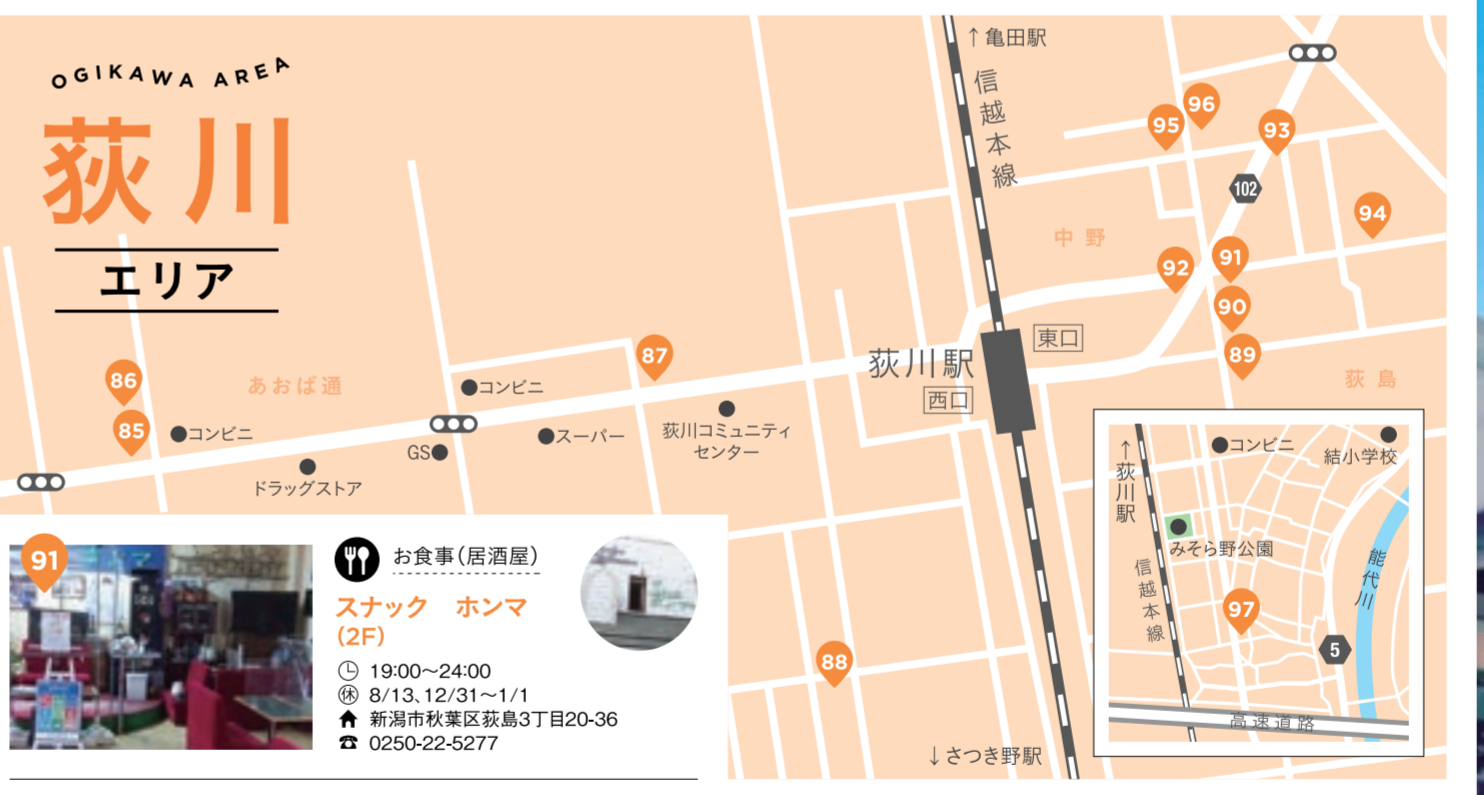 OGIKAWA AREA
荻川
エリア
↑亀田駅
信越本線
96
95
93
102
94
中野
92
91
90
89
東口
荻川駅
西口
荻島
87
86
あおば通
85
コンビニ
コンビニ
GS
スーパー
荻川コミュニティ
センター
ドラッグストア
88
↓さつき野駅
↑荻川駅
コンビニ
結小学校
みそら野公園
信越本線
能代川
97
5
高速道路
91
お食事(居酒屋)
スナック　ホンマ
(2F)
19:00〜24:00
休 8/13、12/31〜1/1
新潟市秋葉区荻島3丁目20-36
0250-22-5277